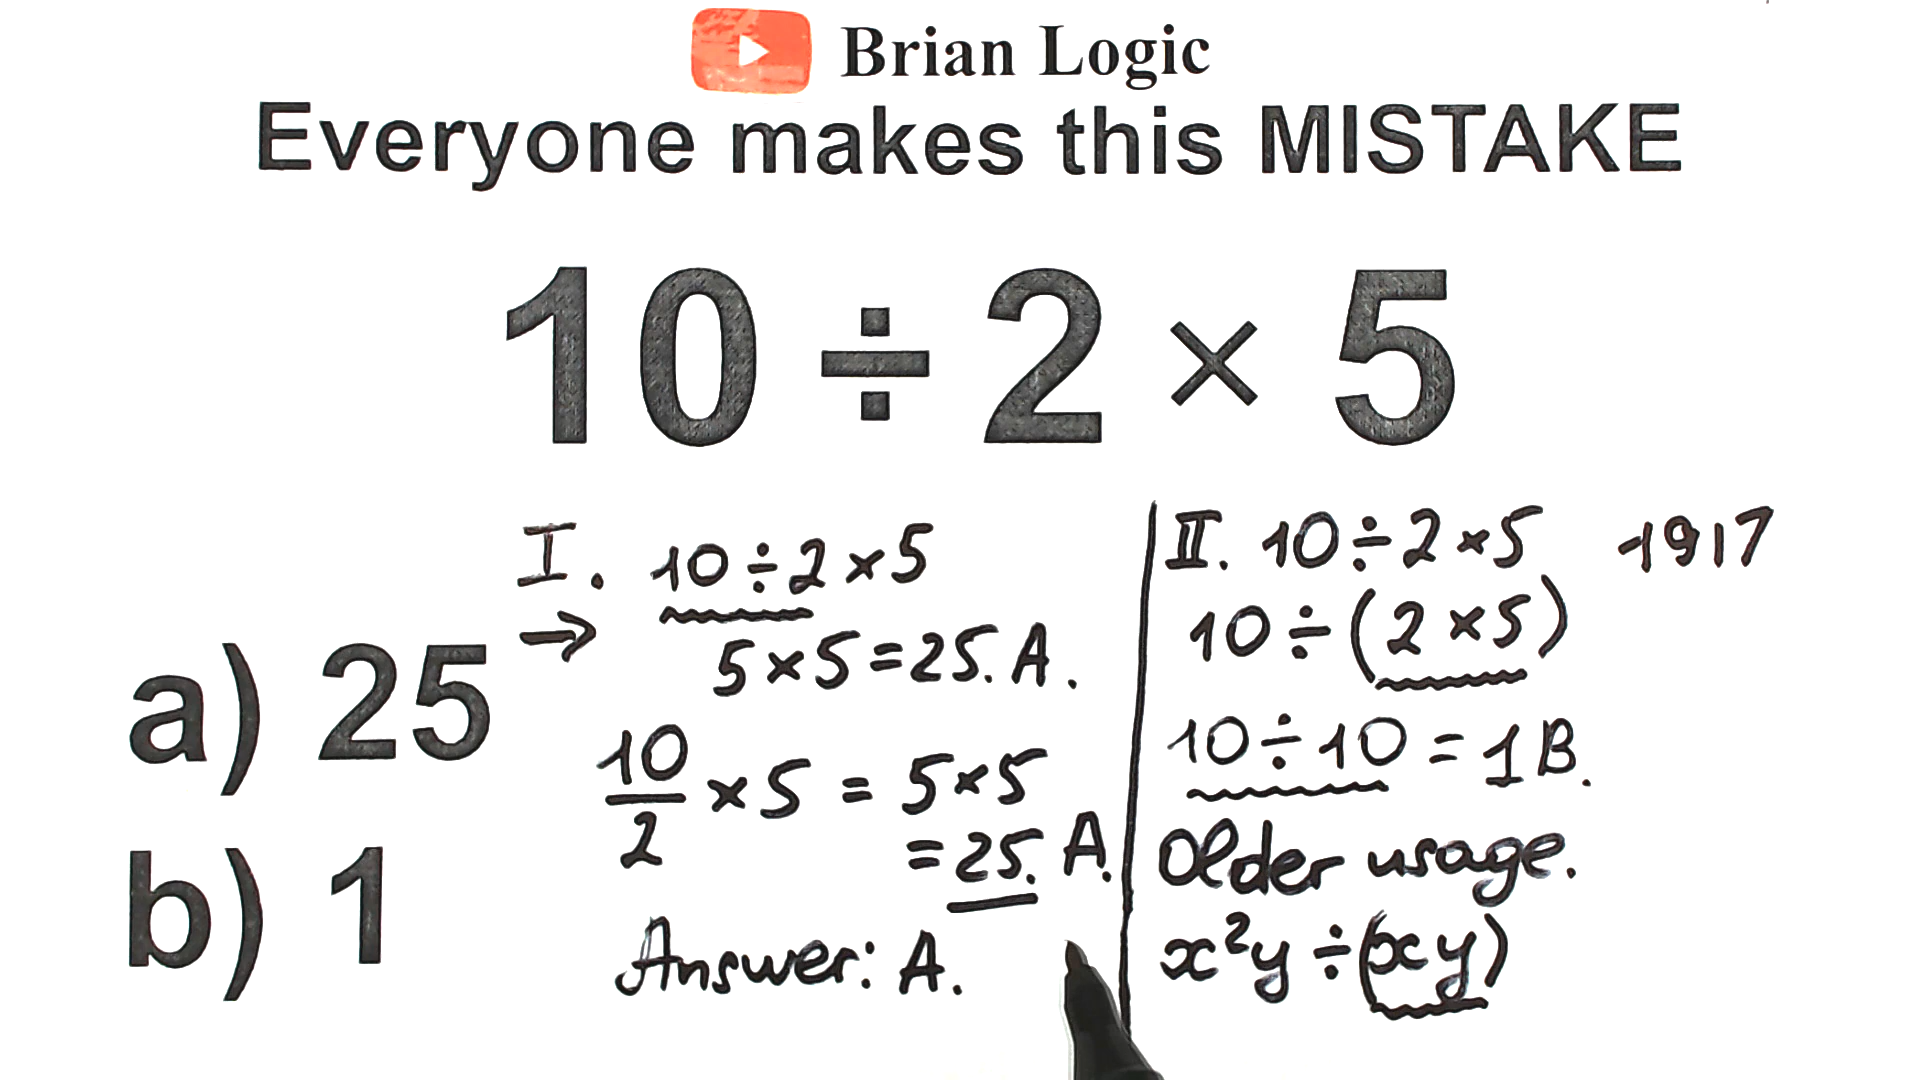 Brian Logic
Everyone makes this MISTAKE
10 ÷ 2 × 5
a) 25
b) 1
I. 10 ÷ 2 × 5
→ 5 × 5 = 25. A.
10/2 × 5 = 5 × 5
= 25. A.
Answer: A.
II. 10 ÷ 2 × 5 1917
10 ÷ (2 × 5)
10 ÷ 10 = 1 B.
Older usage.
x²y ÷ (xy)